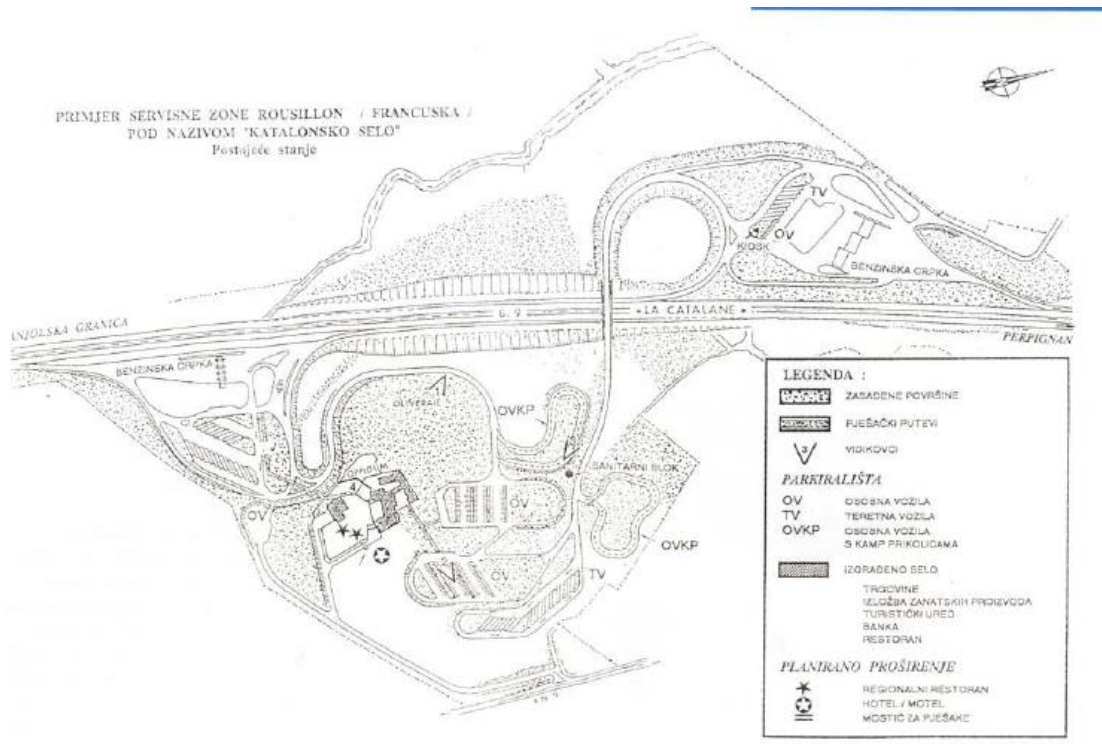 PRIMJER SERVISNE ZONE ROUSILLON / FRANCUSKA /
POD NAZIVOM "KATALONSKO SELO"
Postojeće stanje
TV
OV
KIOSK
BENZINSKA CRPKA
B. 9
•LA CATALANE•
PERPIGNAN
ANJOLSKA GRANICA
BENZINSKA CRPKA
OVKP
SANITARNI BLOK
OV
OV
OVKP
OV
TV
LEGENDA :
ZASAĐENE POVRŠINE
PJEŠAČKI PUTEVI
VIDIKOVCI
PARKIRALIŠTA
OV OSOBNA VOZILA
TV TERETNA VOZILA
OVKP OSOBNA VOZILA
S KAMP PRIKOLICAMA
IZGRAĐENO SELO
TRGOVINE
IZLOŽBA ZANATSKIH PROIZVODA
TURISTIČKI URED
BANKA
RESTORAN
PLANIRANO PROŠIRENJE
REGIONALNI RESTORAN
HOTEL / MOTEL
MOSTIĆ ZA PJEŠAKE